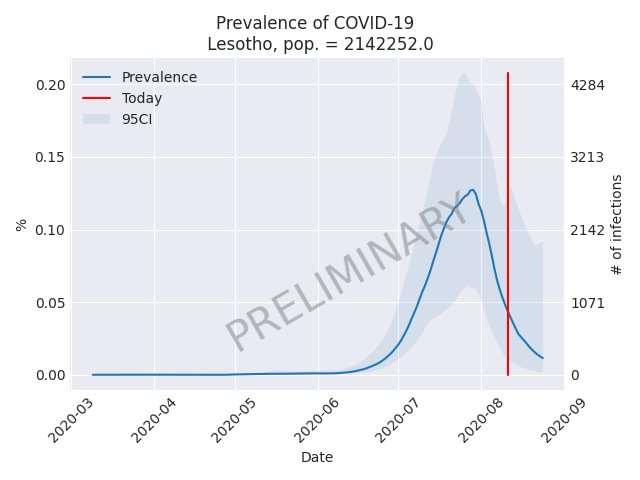 Prevalence of COVID-19
Lesotho, pop. = 2142252.0
Prevalence
Today
95CI
0.20
0.15
0.10
0.05
0.00
%
4284
3213
2142
1071
0
# of infections
PRELIMINARY
2020-03
2020-04
2020-05
2020-06
2020-07
2020-08
2020-09
Date